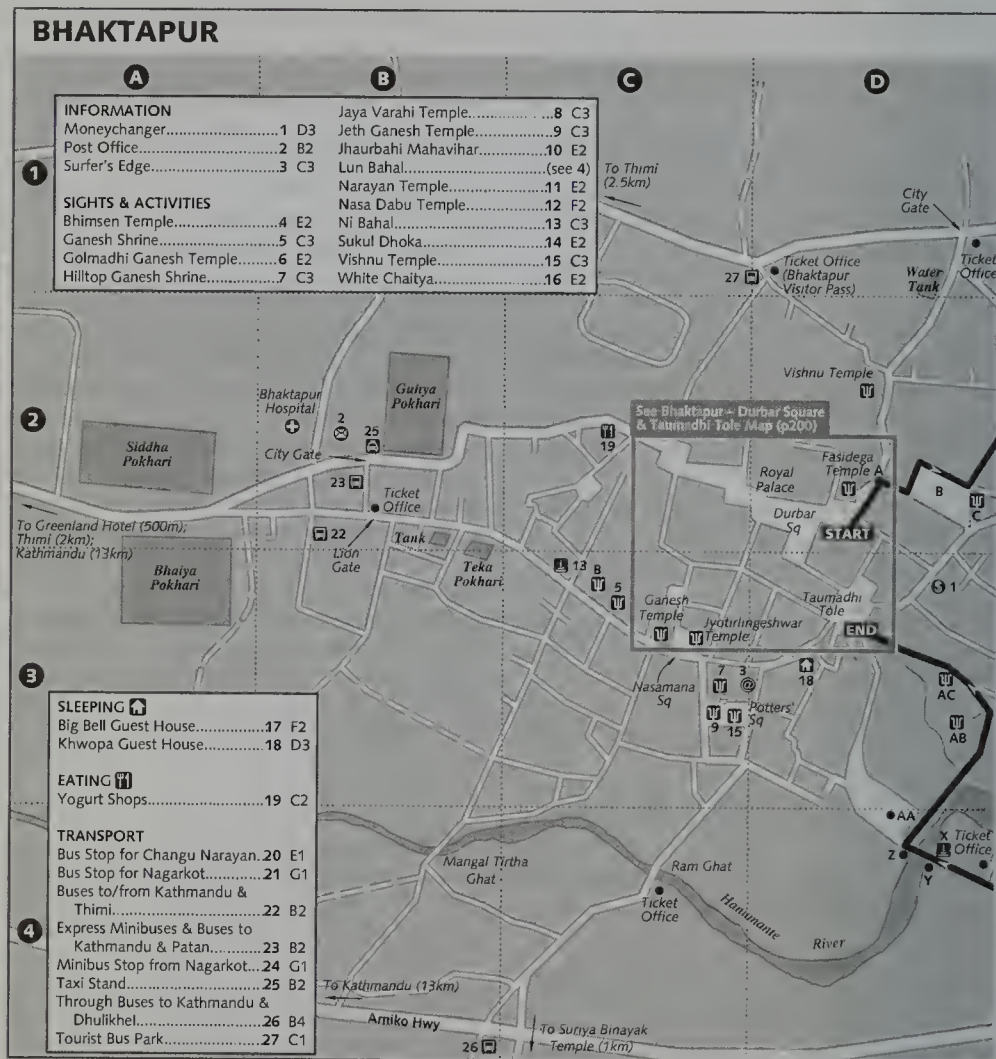 BHAKTAPUR
A
B
C
D
1
2
3
4
INFORMATION
Moneychanger............................1 D3
Post Office..................................2 B2
Surfer's Edge..............................3 C3
SIGHTS & ACTIVITIES
Bhimsen Temple.........................4 E2
Ganesh Shrine............................5 C3
Golmadhi Ganesh Temple..........6 E2
Hilltop Ganesh Shrine.................7 C3
Jaya Varahi Temple....................8 C3
Jeth Ganesh Temple...................9 C3
Jhaurbahi Mahavihar................10 E2
Lun Bahal............................(see 4)
Narayan Temple.......................11 E2
Nasa Dabu Temple...................12 F2
Ni Bahal....................................13 C3
Sukul Dhoka.............................14 E2
Vishnu Temple..........................15 C3
White Chaitya...........................16 E2
To Thimi
(2.5km)
City
Gate
Ticket
Office
Ticket Office
(Bhaktapur
Visitor Pass)
27
Water
Tank
Vishnu Temple
Bhaktapur
Hospital
Guirya
Pokhari
2
25
Siddha
Pokhari
City Gate
23
Ticket
Office
22
Lion
Gate
Tank
Teka
Pokhari
19
See Bhaktapur – Durbar Square
& Taumadhi Tole Map (p200)
Fasidega
Temple A
Royal
Palace
Durbar
Sq
START
B
C
To Greenland Hotel (500m);
Thimi (2km);
Kathmandu (13km)
Bhaiya
Pokhari
13
B
5
Ganesh
Temple
Jyotirlingeshwar
Temple
Taumadhi
Tole
END
1
Nasamana
Sq
7
3
9
15
Potters'
Sq
18
AC
AB
SLEEPING
Big Bell Guest House................17 F2
Khwopa Guest House...............18 D3
EATING
Yogurt Shops............................19 C2
TRANSPORT
Bus Stop for Changu Narayan..20 E1
Bus Stop for Nagarkot..............21 G1
Buses to/from Kathmandu &
Thimi.....................................22 B2
Express Minibuses & Buses to
Kathmandu & Patan..............23 B2
Minibus Stop from Nagarkot....24 G1
Taxi Stand................................25 B2
Through Buses to Kathmandu &
Dhulikhel................................26 B4
Tourist Bus Park.......................27 C1
Mangal Tirtha
Ghat
Ram Ghat
Ticket
Office
Hanumante
River
AA
X
Ticket
Office
Z
Y
To Kathmandu (13km)
Arniko Hwy
26
To Suriya Binayak
Temple (1km)